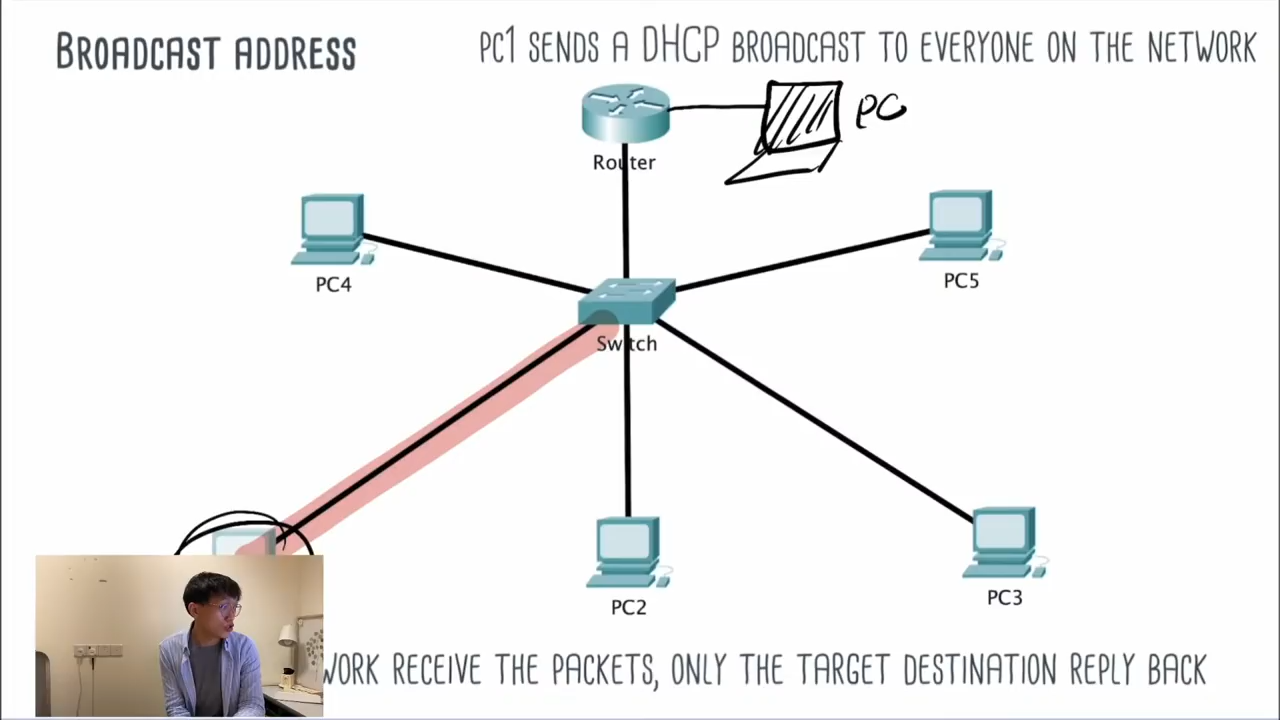 BROADCAST ADDRESS
PC1 SENDS A DHCP BROADCAST TO EVERYONE ON THE NETWORK
PC
Router
PC4
PC5
Switch
PC2
PC3
WORK RECEIVE THE PACKETS, ONLY THE TARGET DESTINATION REPLY BACK